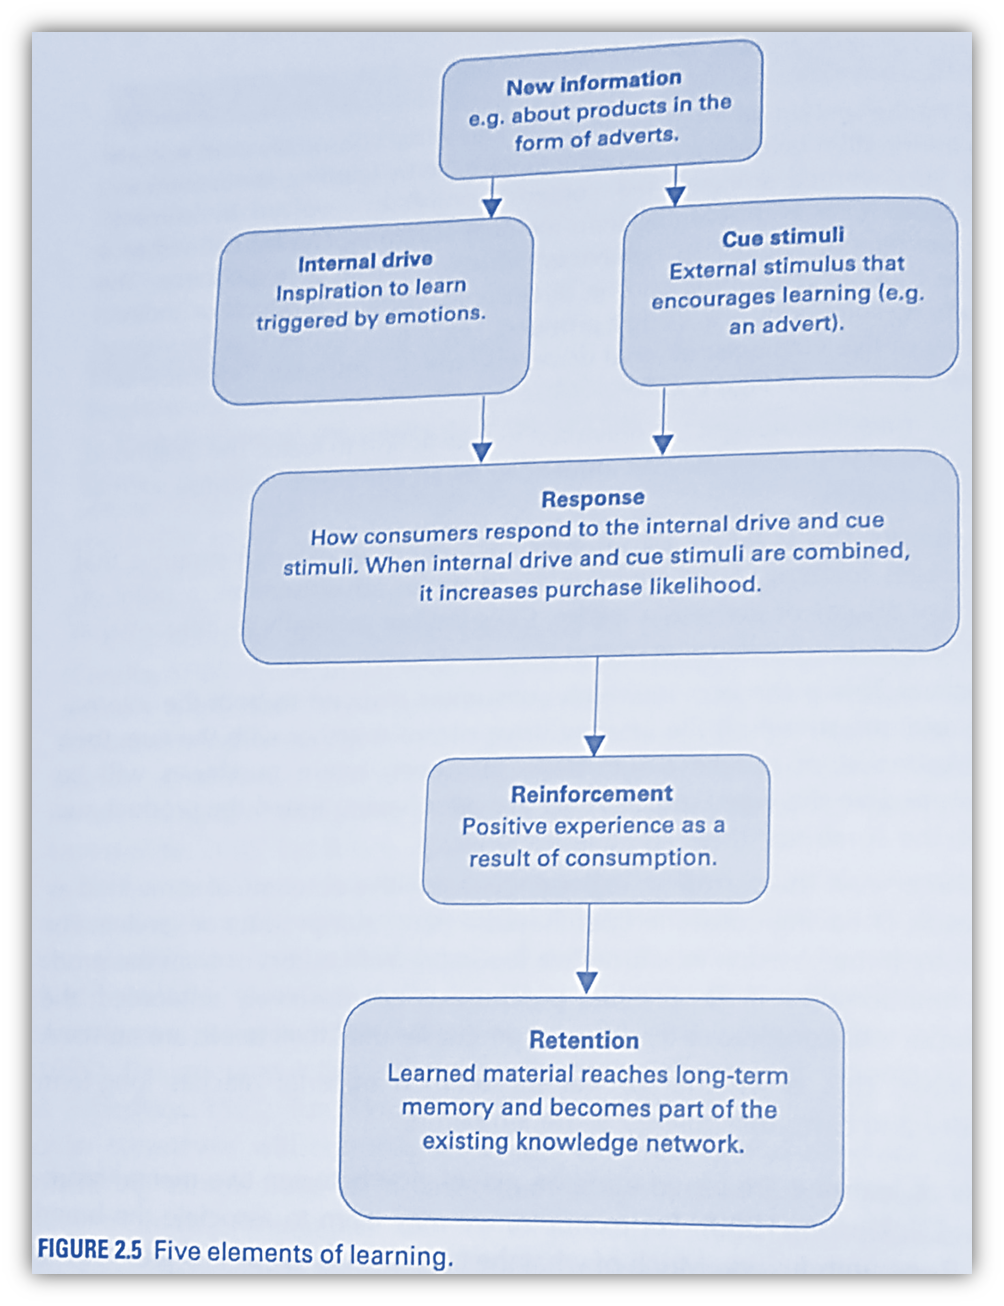 New information
e.g. about products in the
form of adverts.
Internal drive
Inspiration to learn
triggered by emotions.
Cue stimuli
External stimulus that
encourages learning (e.g.
an advert).
Response
How consumers respond to the internal drive and cue
stimuli. When internal drive and cue stimuli are combined,
it increases purchase likelihood.
Reinforcement
Positive experience as a
result of consumption.
Retention
Learned material reaches long-term
memory and becomes part of the
existing knowledge network.
FIGURE 2.5 Five elements of learning.